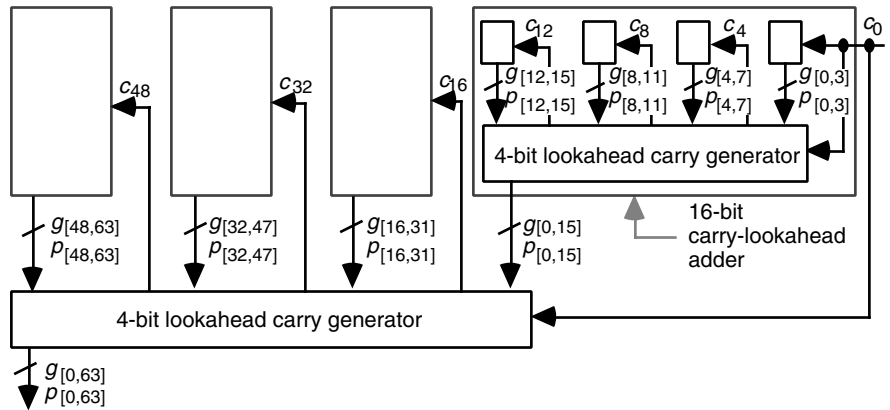 c12 c8 c4 c0
g[12,15] g[8,11] g[4,7] g[0,3]
p[12,15] p[8,11] p[4,7] p[0,3]
c48 c32 c16
4-bit lookahead carry generator
16-bit
carry-lookahead
adder
g[48,63] g[32,47] g[16,31] g[0,15]
p[48,63] p[32,47] p[16,31] p[0,15]
4-bit lookahead carry generator
g[0,63]
p[0,63]